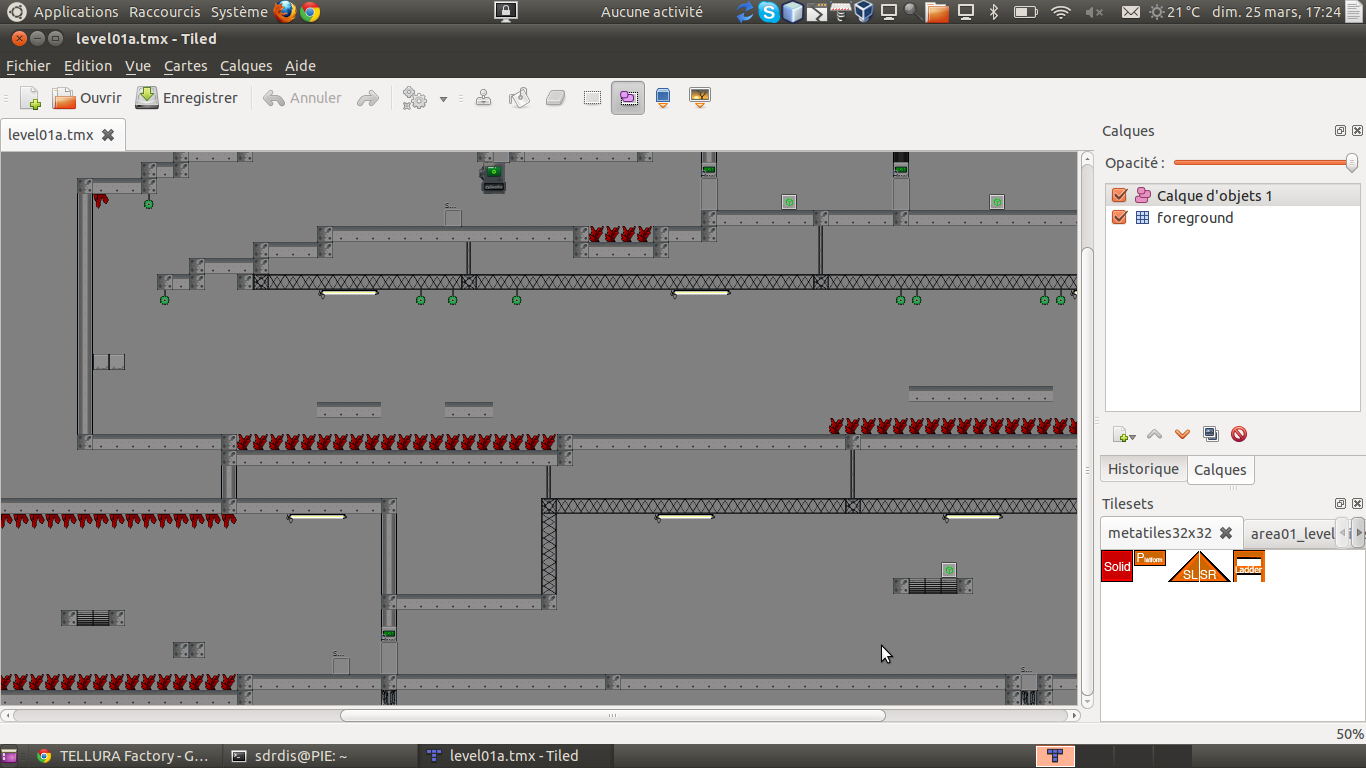 Applications Raccourcis Système Aucune activité 21 °C dim. 25 mars, 17:24
level01a.tmx - Tiled
Fichier Edition Vue Cartes Calques Aide
Ouvrir Enregistrer Annuler
level01a.tmx
Calques
Opacité :
Calque d'objets 1
foreground
s...
Historique Calques
Tilesets
metatiles32x32 area01_level
Solid Platform SL SR Ladder
s...
s...
50%
TELLURA Factory - G... sdrdis@PIE: ~ level01a.tmx - Tiled